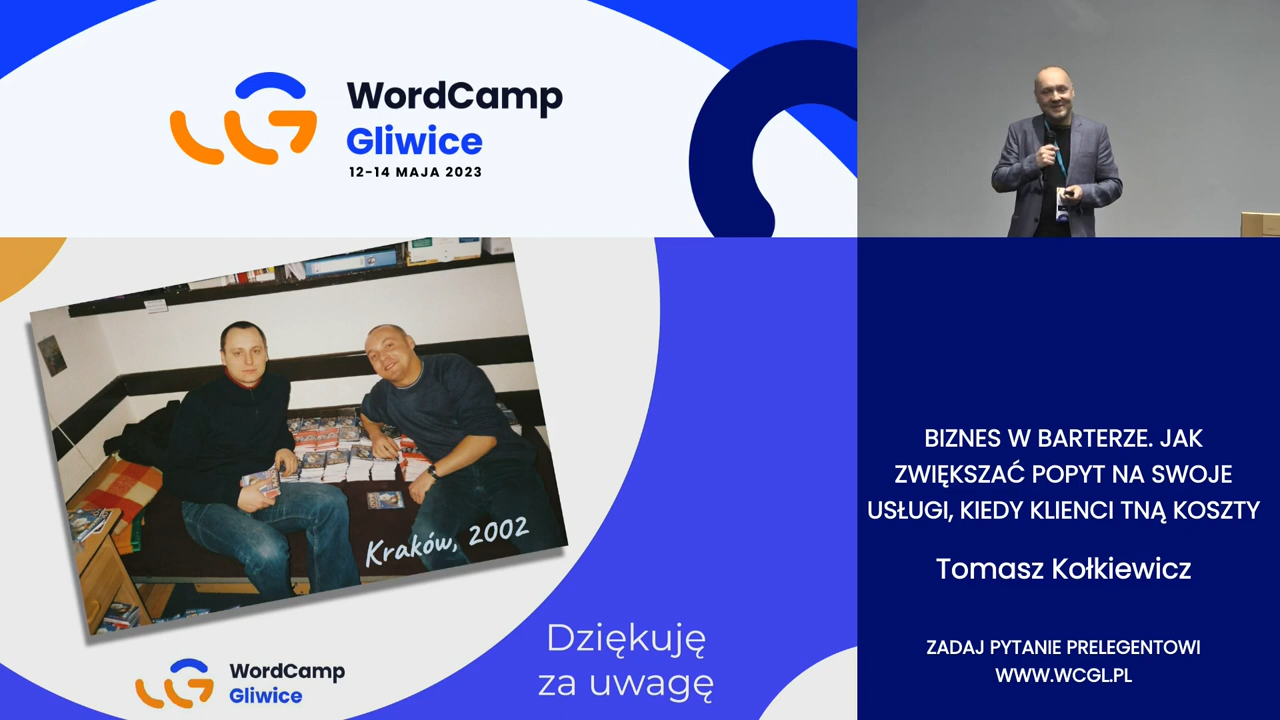 WordCamp
Gliwice
12-14 MAJA 2023
Kraków, 2002
Dziękuję
za uwagę
WordCamp
Gliwice
BIZNES W BARTERZE. JAK
ZWIĘKSZAĆ POPYT NA SWOJE
USŁUGI, KIEDY KLIENCI TNĄ KOSZTY
Tomasz Kołkiewicz
ZADAJ PYTANIE PRELEGENTOWI
WWW.WCGL.PL